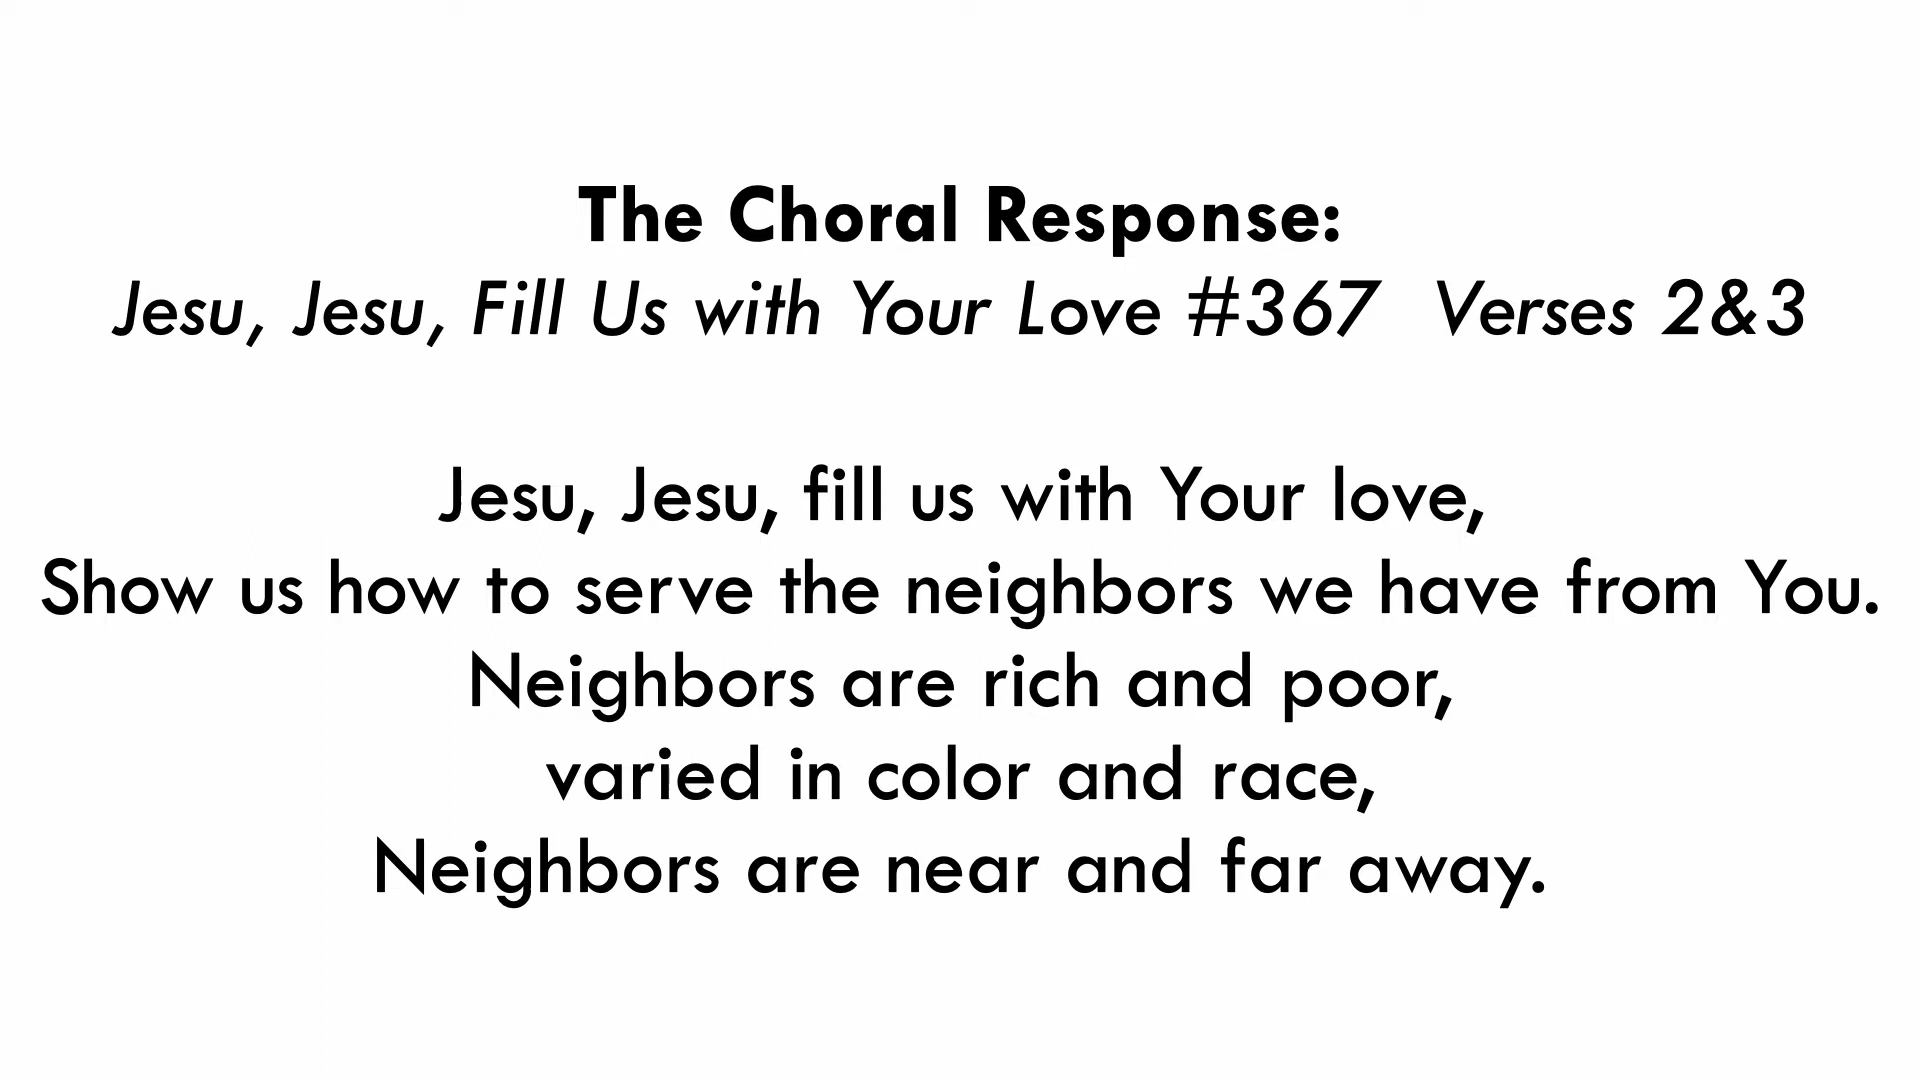 The Choral Response:
Jesu, Jesu, Fill Us with Your Love #367 Verses 2&3
Jesu, Jesu, fill us with Your love,
Show us how to serve the neighbors we have from You.
Neighbors are rich and poor,
varied in color and race,
Neighbors are near and far away.